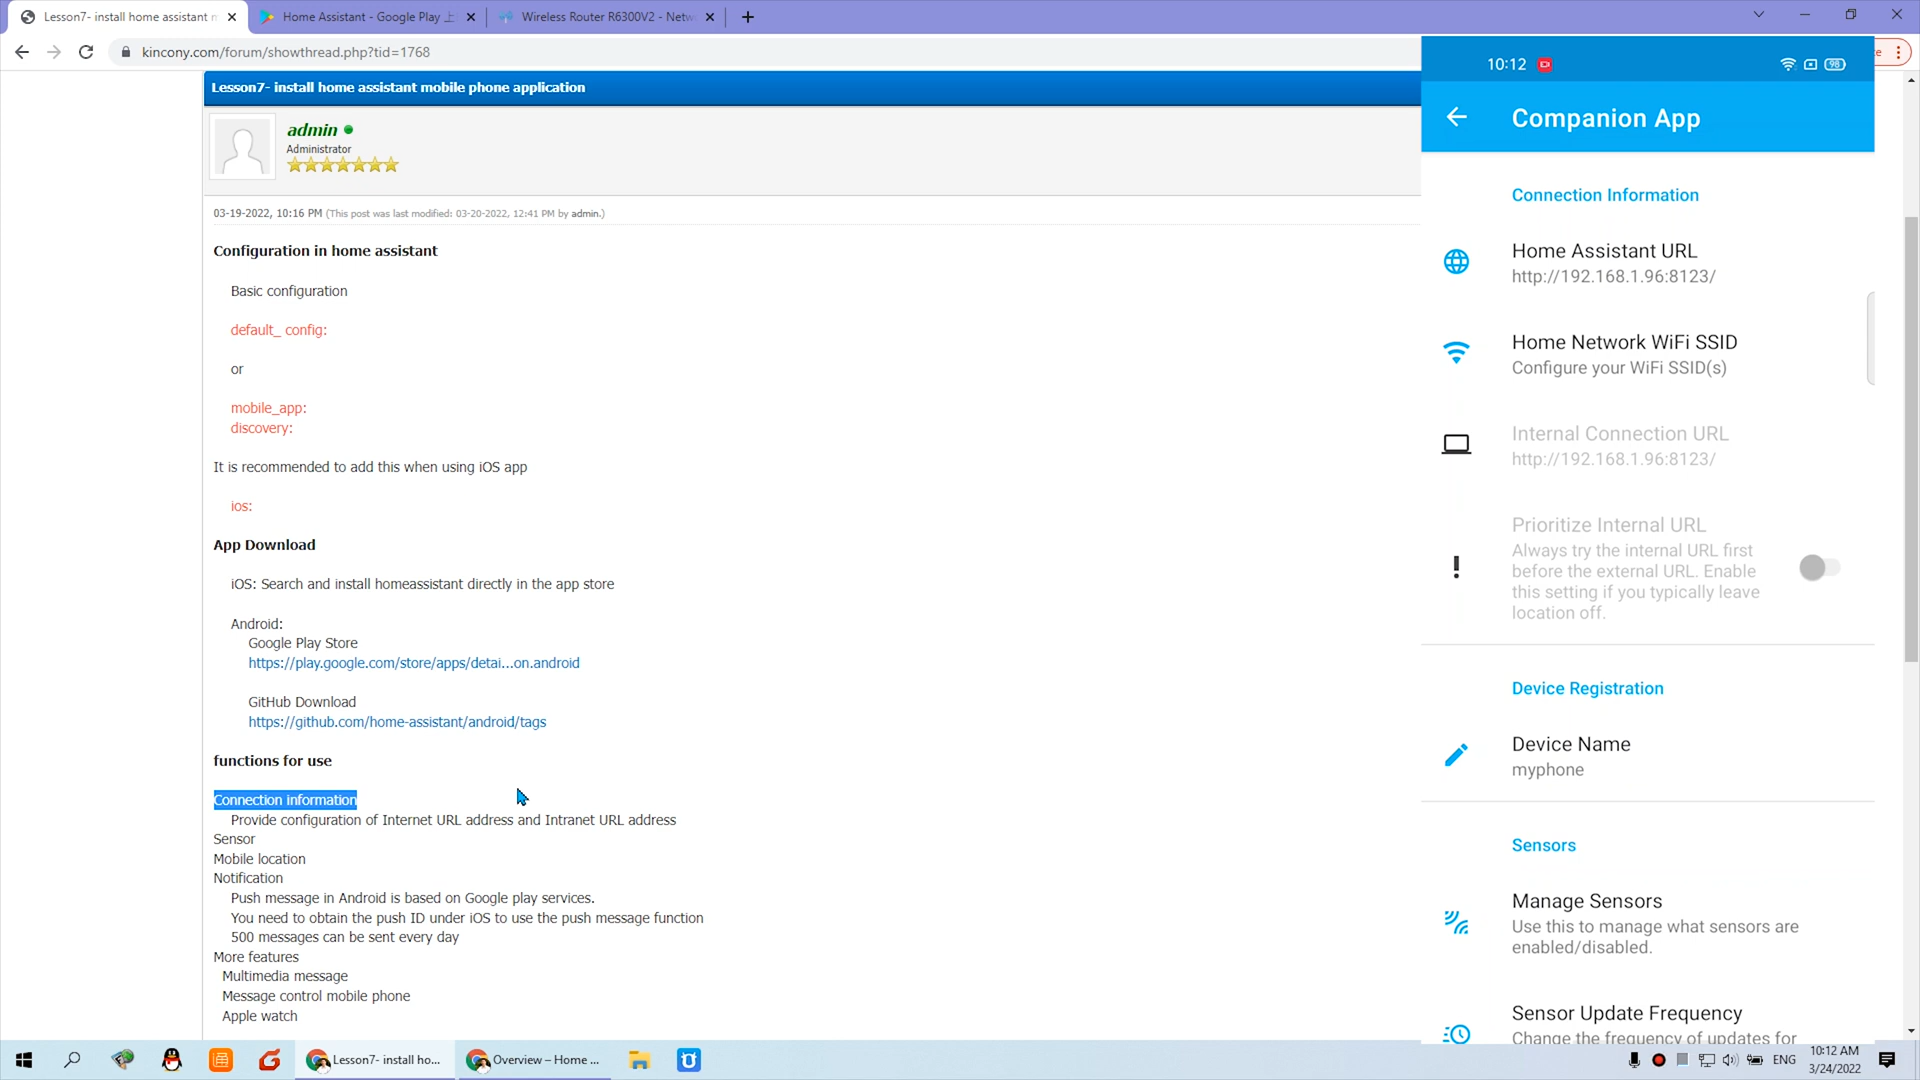 Lesson7- install home assistant m
Home Assistant - Google Play 上
Wireless Router R6300V2 - Netw
kincony.com/forum/showthread.php?tid=1768
Lesson7- install home assistant mobile phone application
admin
Administrator
03-19-2022, 10:16 PM (This post was last modified: 03-20-2022, 12:41 PM by admin.)
Configuration in home assistant
Basic configuration
default_ config:
or
mobile_app:
discovery:
It is recommended to add this when using iOS app
ios:
App Download
iOS: Search and install homeassistant directly in the app store
Android:
Google Play Store
https://play.google.com/store/apps/detai...on.android
GitHub Download
https://github.com/home-assistant/android/tags
functions for use
Connection information
Provide configuration of Internet URL address and Intranet URL address
Sensor
Mobile location
Notification
Push message in Android is based on Google play services.
You need to obtain the push ID under iOS to use the push message function
500 messages can be sent every day
More features
Multimedia message
Message control mobile phone
Apple watch
10:12
98
Companion App
Connection Information
Home Assistant URL
http://192.168.1.96:8123/
Home Network WiFi SSID
Configure your WiFi SSID(s)
Internal Connection URL
http://192.168.1.96:8123/
Prioritize Internal URL
Always try the internal URL first
before the external URL. Enable
this setting if you typically leave
location off.
Device Registration
Device Name
myphone
Sensors
Manage Sensors
Use this to manage what sensors are
enabled/disabled.
Sensor Update Frequency
Change the frequency of updates for
Lesson7- install ho...
Overview – Home ...
ENG
10:12 AM
3/24/2022